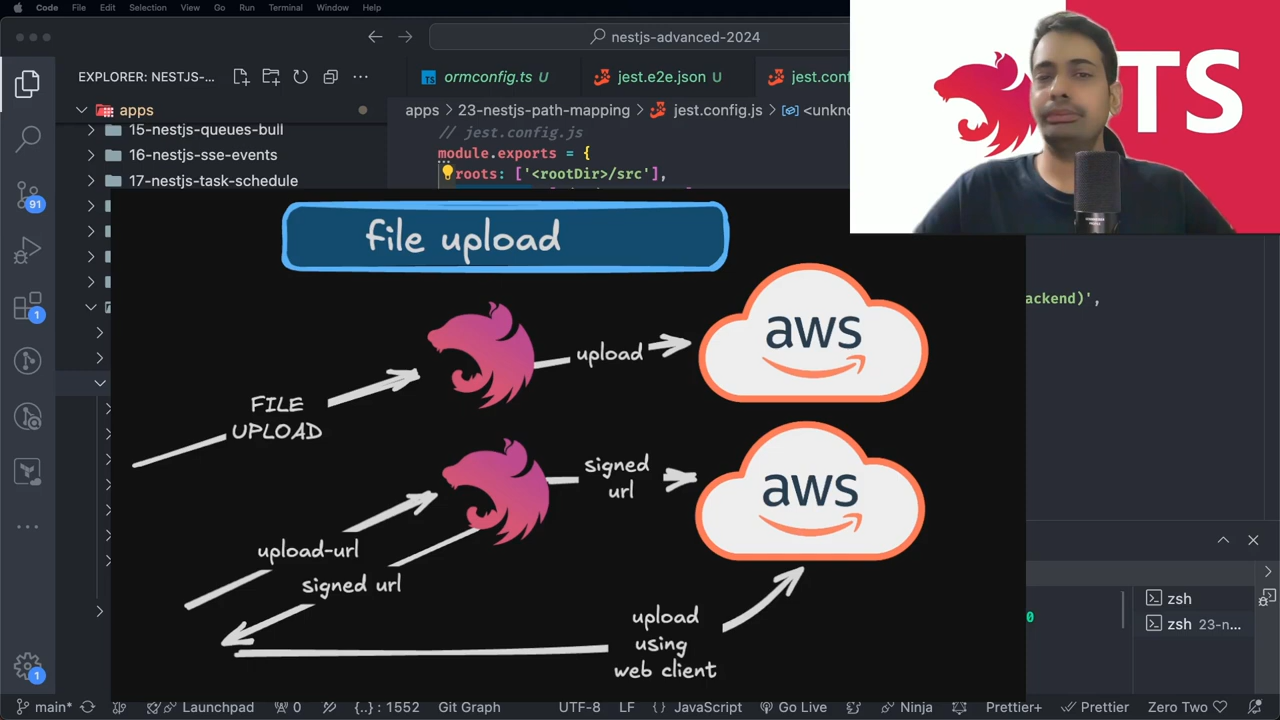 Code File Edit Selection View Go Run Terminal Window Help
nestjs-advanced-2024
EXPLORER: NESTJS-...
TS ormconfig.ts U
jest.e2e.json U
jest.conf
TS
apps
apps > 23-nestjs-path-mapping > jest.config.js >
15-nestjs-queues-bull
16-nestjs-sse-events
17-nestjs-task-schedule
// jest.config.js
module.exports = {
roots: ['<rootDir>/src'],
file upload
aws
upload
FILE
UPLOAD
ackend)',
aws
signed
url
upload-url
signed url
upload
using
web client
91
1
1
0
zsh
zsh 23-n...
main* Launchpad 0 {..} : 1552 Git Graph UTF-8 LF {} JavaScript Go Live Ninja Prettier+ Prettier Zero Two